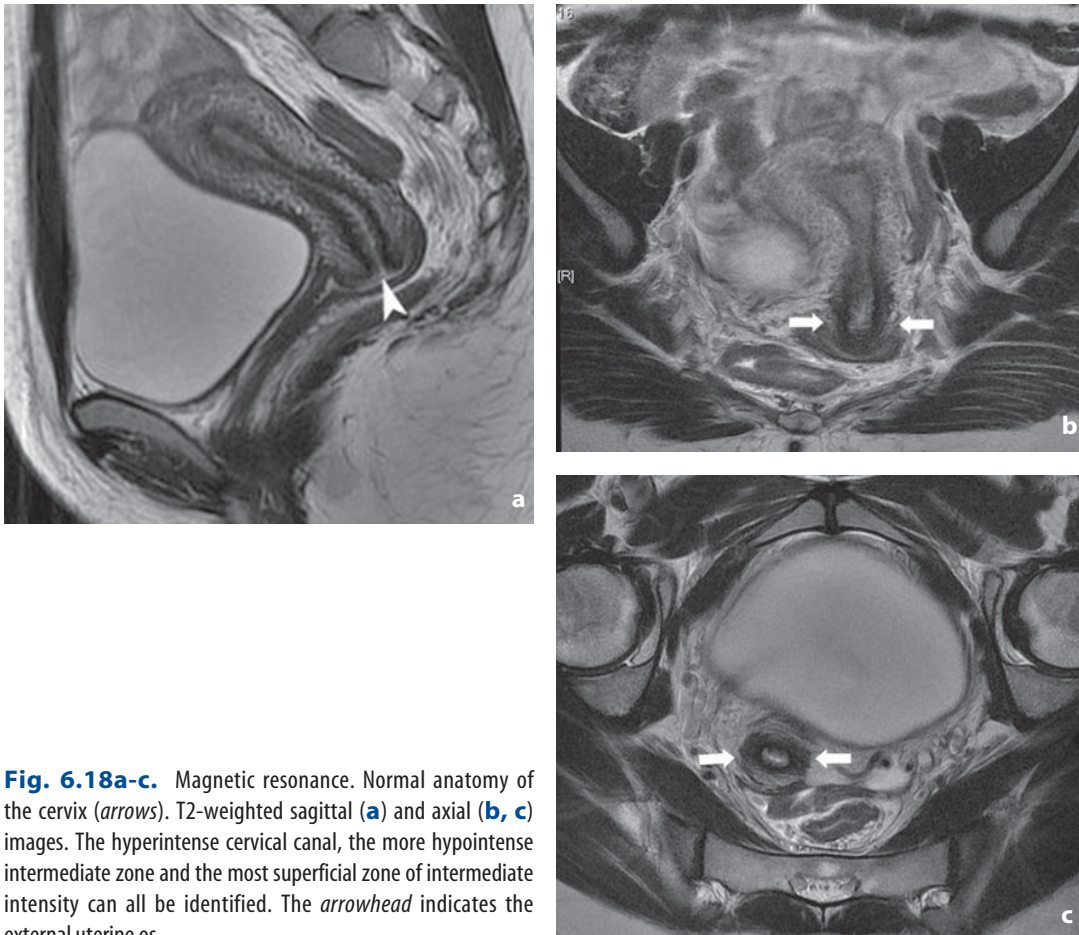 16
[R]
a
b
c
Fig. 6.18a-c. Magnetic resonance. Normal anatomy of
the cervix (arrows). T2-weighted sagittal (a) and axial (b, c)
images. The hyperintense cervical canal, the more hypointense
intermediate zone and the most superficial zone of intermediate
intensity can all be identified. The arrowhead indicates the
external uterine os